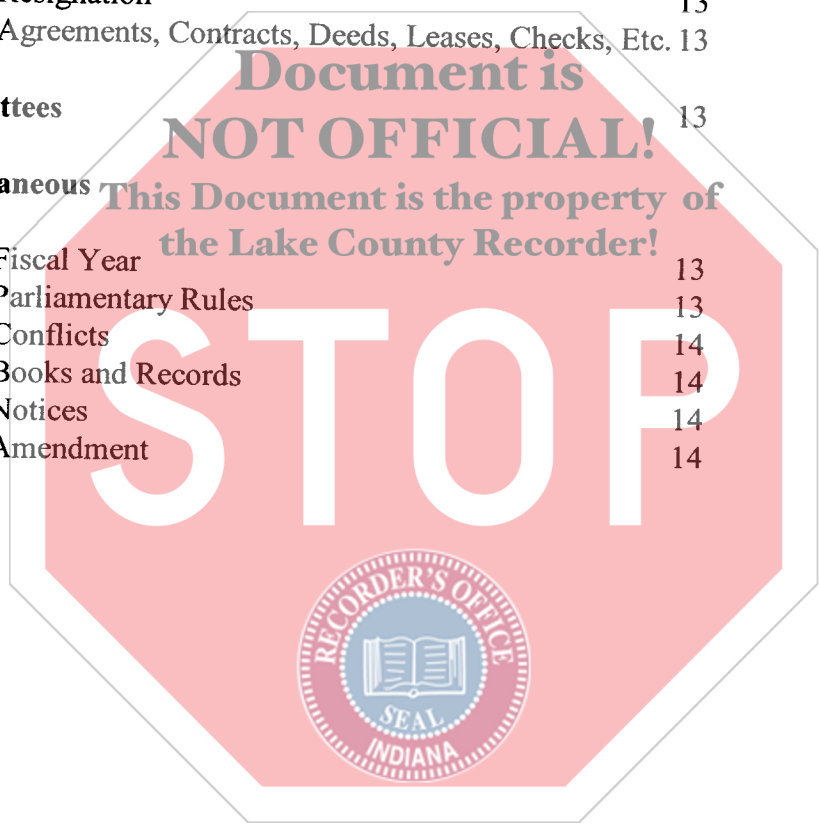 Resignation 13
Agreements, Contracts, Deeds, Leases, Checks, Etc. 13
Document is
ttees 13
NOT OFFICIAL!
aneous
This Document is the property of
the Lake County Recorder!
Fiscal Year 13
Parliamentary Rules 13
Conflicts 14
Books and Records 14
Notices 14
Amendment 14
STOP
RECORDER'S OFFICE
SEAL
INDIANA